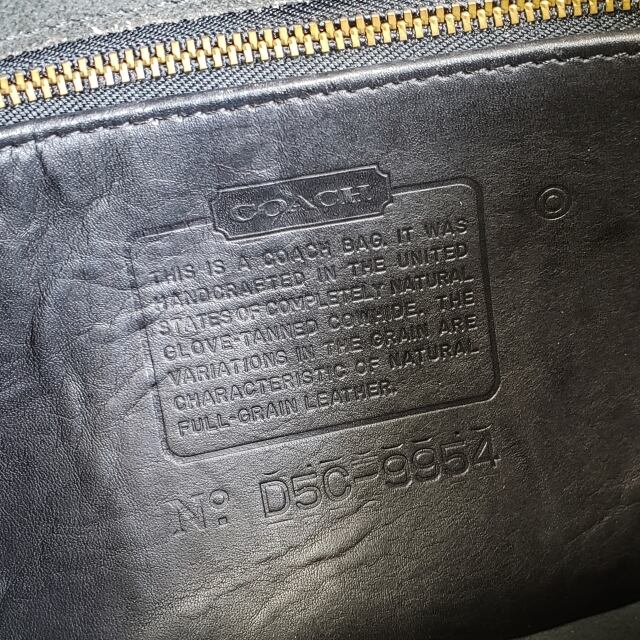 COACH
©
THIS IS A COACH BAG. IT WAS
HANDCRAFTED IN THE UNITED
STATES OF COMPLETELY NATURAL
GLOVE-TANNED COWHIDE. THE
VARIATIONS IN THE GRAIN ARE
CHARACTERISTIC OF NATURAL
FULL-GRAIN LEATHER.
Nº D5C-9954